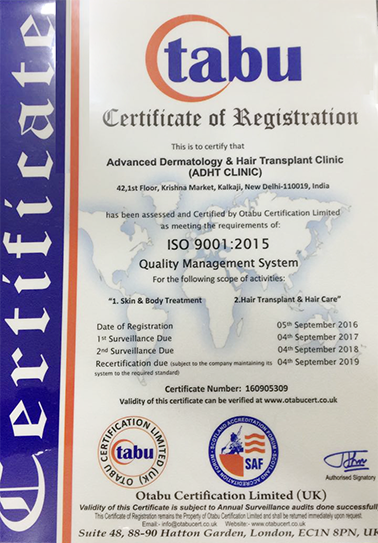 Certificate
Otabu
Certificate of Registration
This is to certify that
Advanced Dermatology & Hair Transplant Clinic
(ADHT CLINIC)
42,1st Floor, Krishna Market, Kalkaji, New Delhi-110019, India
has been assessed and Certified by Otabu Certification Limited
as meeting the requirements of:
ISO 9001:2015
Quality Management System
For the following scope of activities:
"1. Skin & Body Treatment 2.Hair Transplant & Hair Care"
Date of Registration 05th September 2016
1st Surveillance Due 04th September 2017
2nd Surveillance Due 04th September 2018
Recertification due (subject to the company maintaining its 04th September 2019
system to the required standard)
Certificate Number: 160905309
Validity of this certificate can be verified at www.otabucert.co.uk
OTABU CERTIFICATION LIMITED (UK)
Otabu
SCOTLAND ACCREDITATION FORUM
SAF
Authorised Signatory
Otabu Certification Limited (UK)
Validity of this Certificate is subject to Annual Surveillance audits done successfull
This Certificate of Registration remains the Property of Otabu Certification Limited and shall be returned immediately upon request.
Email:- info@otabucert.co.uk Website:- www.otabucert.co.uk
Suite 48, 88-90 Hatton Garden, London, EC1N 8PN, UK